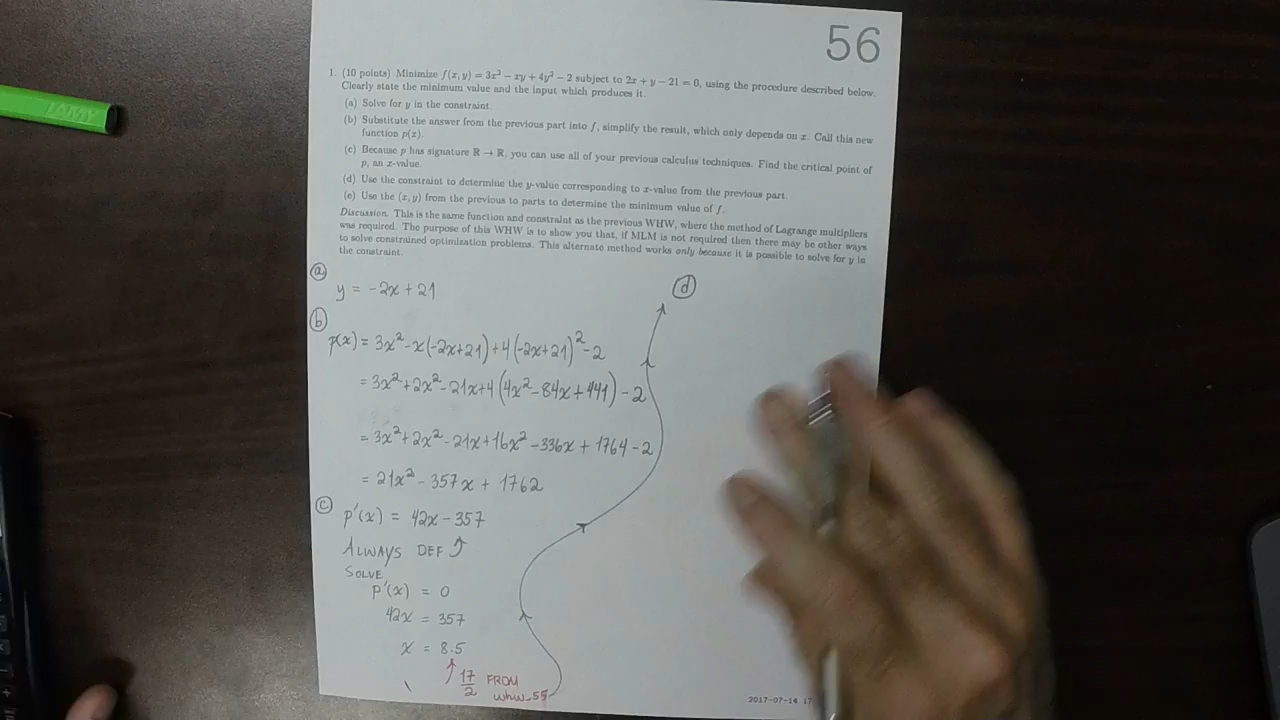 56
1. (10 points) Minimize f(x, y) = 3x² − xy + 4y² − 2 subject to 2x + y − 21 = 0, using the procedure described below.
Clearly state the minimum value and the input which produces it.
(a) Solve for y in the constraint.
(b) Substitute the answer from the previous part into f, simplify the result, which only depends on x. Call this new
function p(x).
(c) Because p has signature ℝ → ℝ, you can use all of your previous calculus techniques. Find the critical point of
p, an x-value.
(d) Use the constraint to determine the y-value corresponding to x-value from the previous part.
(e) Use the (x, y) from the previous to parts to determine the minimum value of f.
Discussion. This is the same function and constraint as the previous WHW, where the method of Lagrange multipliers
was required. The purpose of this WHW is to show you that, if MLM is not required then there may be other ways
to solve constrained optimization problems. This alternate method works only because it is possible to solve for y in
the constraint.
(a)
y = -2x + 21
(b)
p(x) = 3x² - x(-2x+21) + 4(-2x+21)² - 2
= 3x² + 2x² - 21x + 4(4x² - 84x + 441) - 2
= 3x² + 2x² - 21x + 16x² - 336x + 1764 - 2
= 21x² - 357x + 1762
(c) p'(x) = 42x - 357
ALWAYS DEF ↑
SOLVE
p'(x) = 0
42x = 357
x = 8.5
↑ 17/2 FROM
whw-55
(d)
LAMY
2017-07-14 17